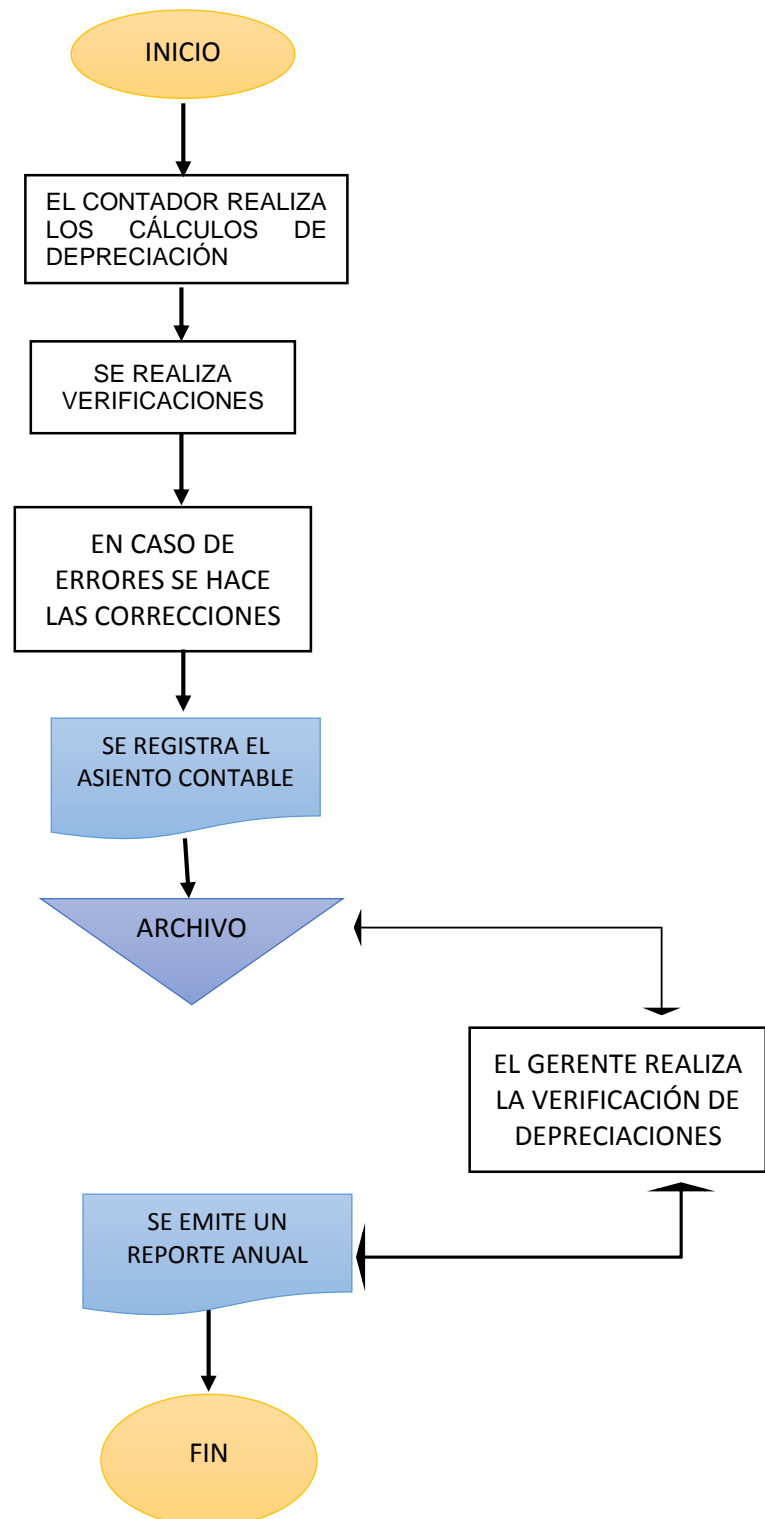 INICIO
EL CONTADOR REALIZA
LOS CÁLCULOS DE
DEPRECIACIÓN
SE REALIZA
VERIFICACIONES
EN CASO DE
ERRORES SE HACE
LAS CORRECCIONES
SE REGISTRA EL
ASIENTO CONTABLE
ARCHIVO
EL GERENTE REALIZA
LA VERIFICACIÓN DE
DEPRECIACIONES
SE EMITE UN
REPORTE ANUAL
FIN